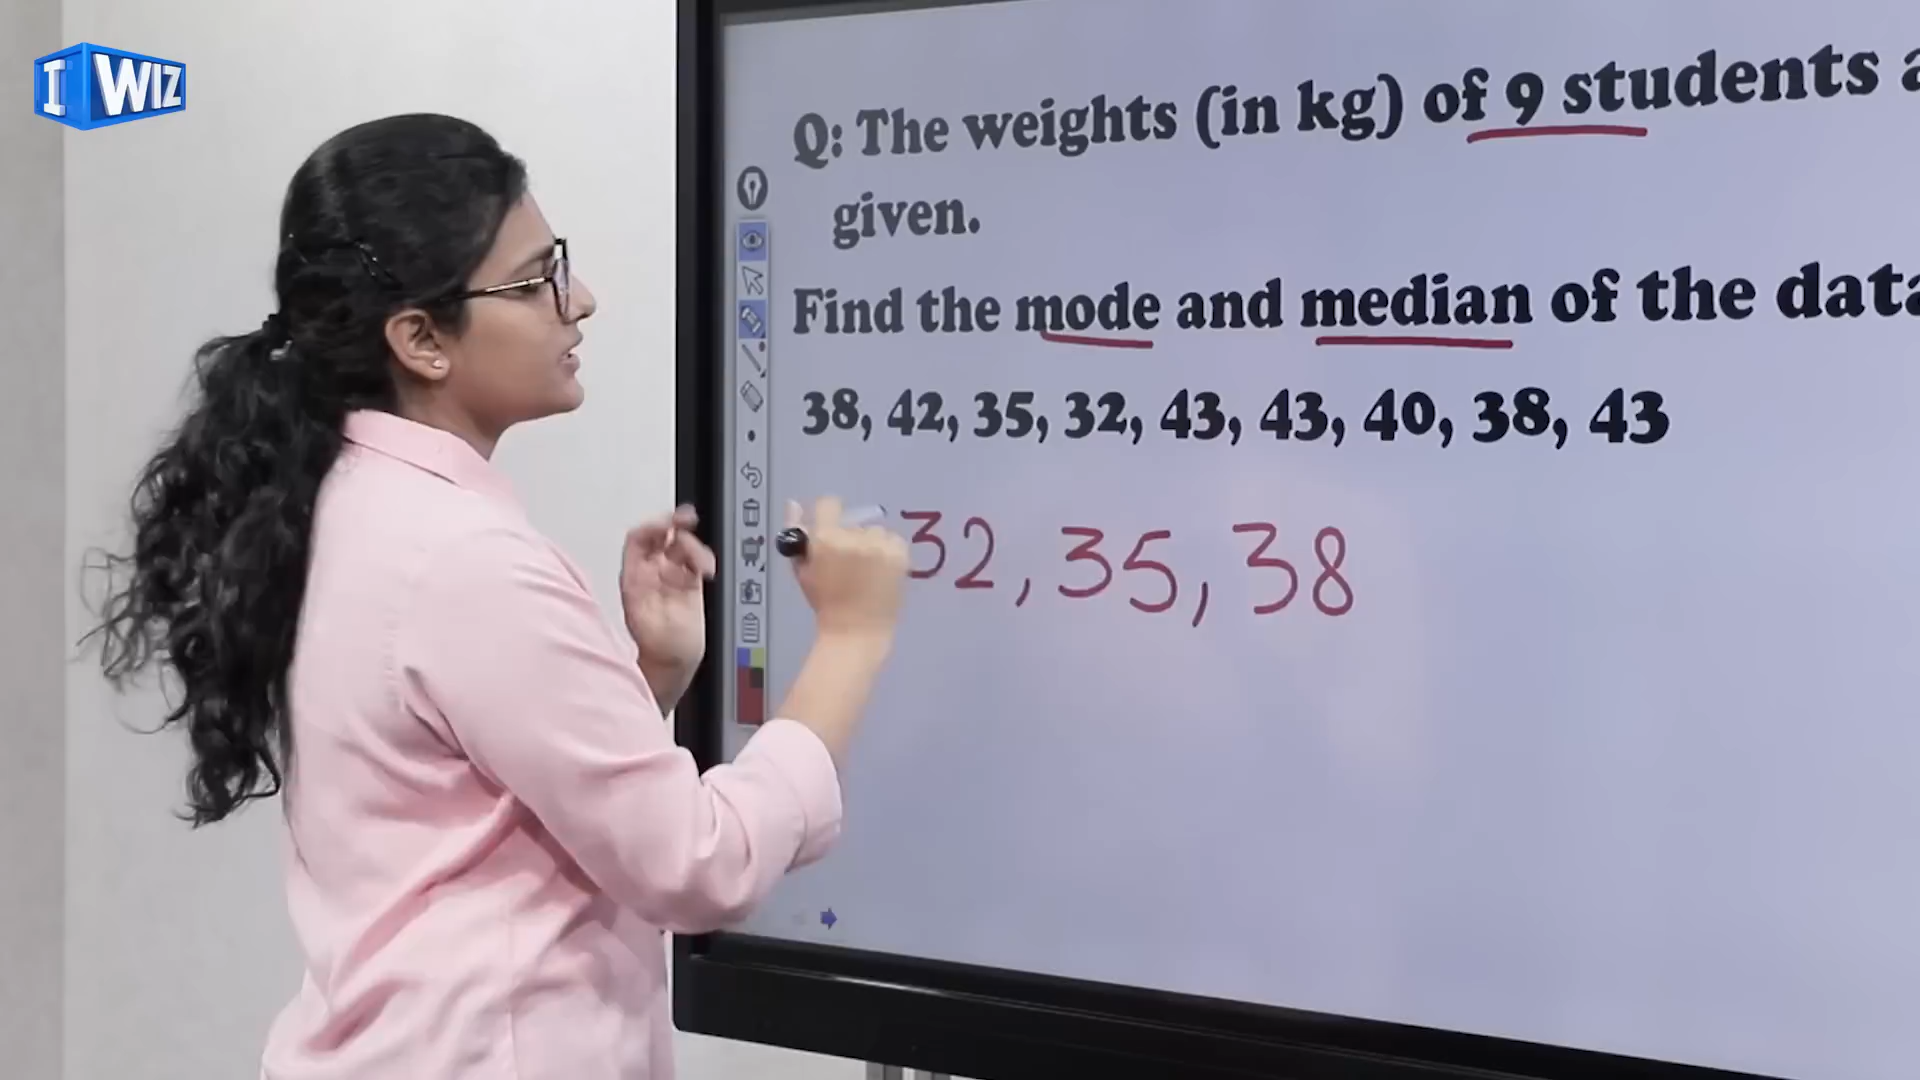 I WIZ
Q: The weights (in kg) of 9 students
given.
Find the mode and median of the data
38, 42, 35, 32, 43, 43, 40, 38, 43
32, 35, 38